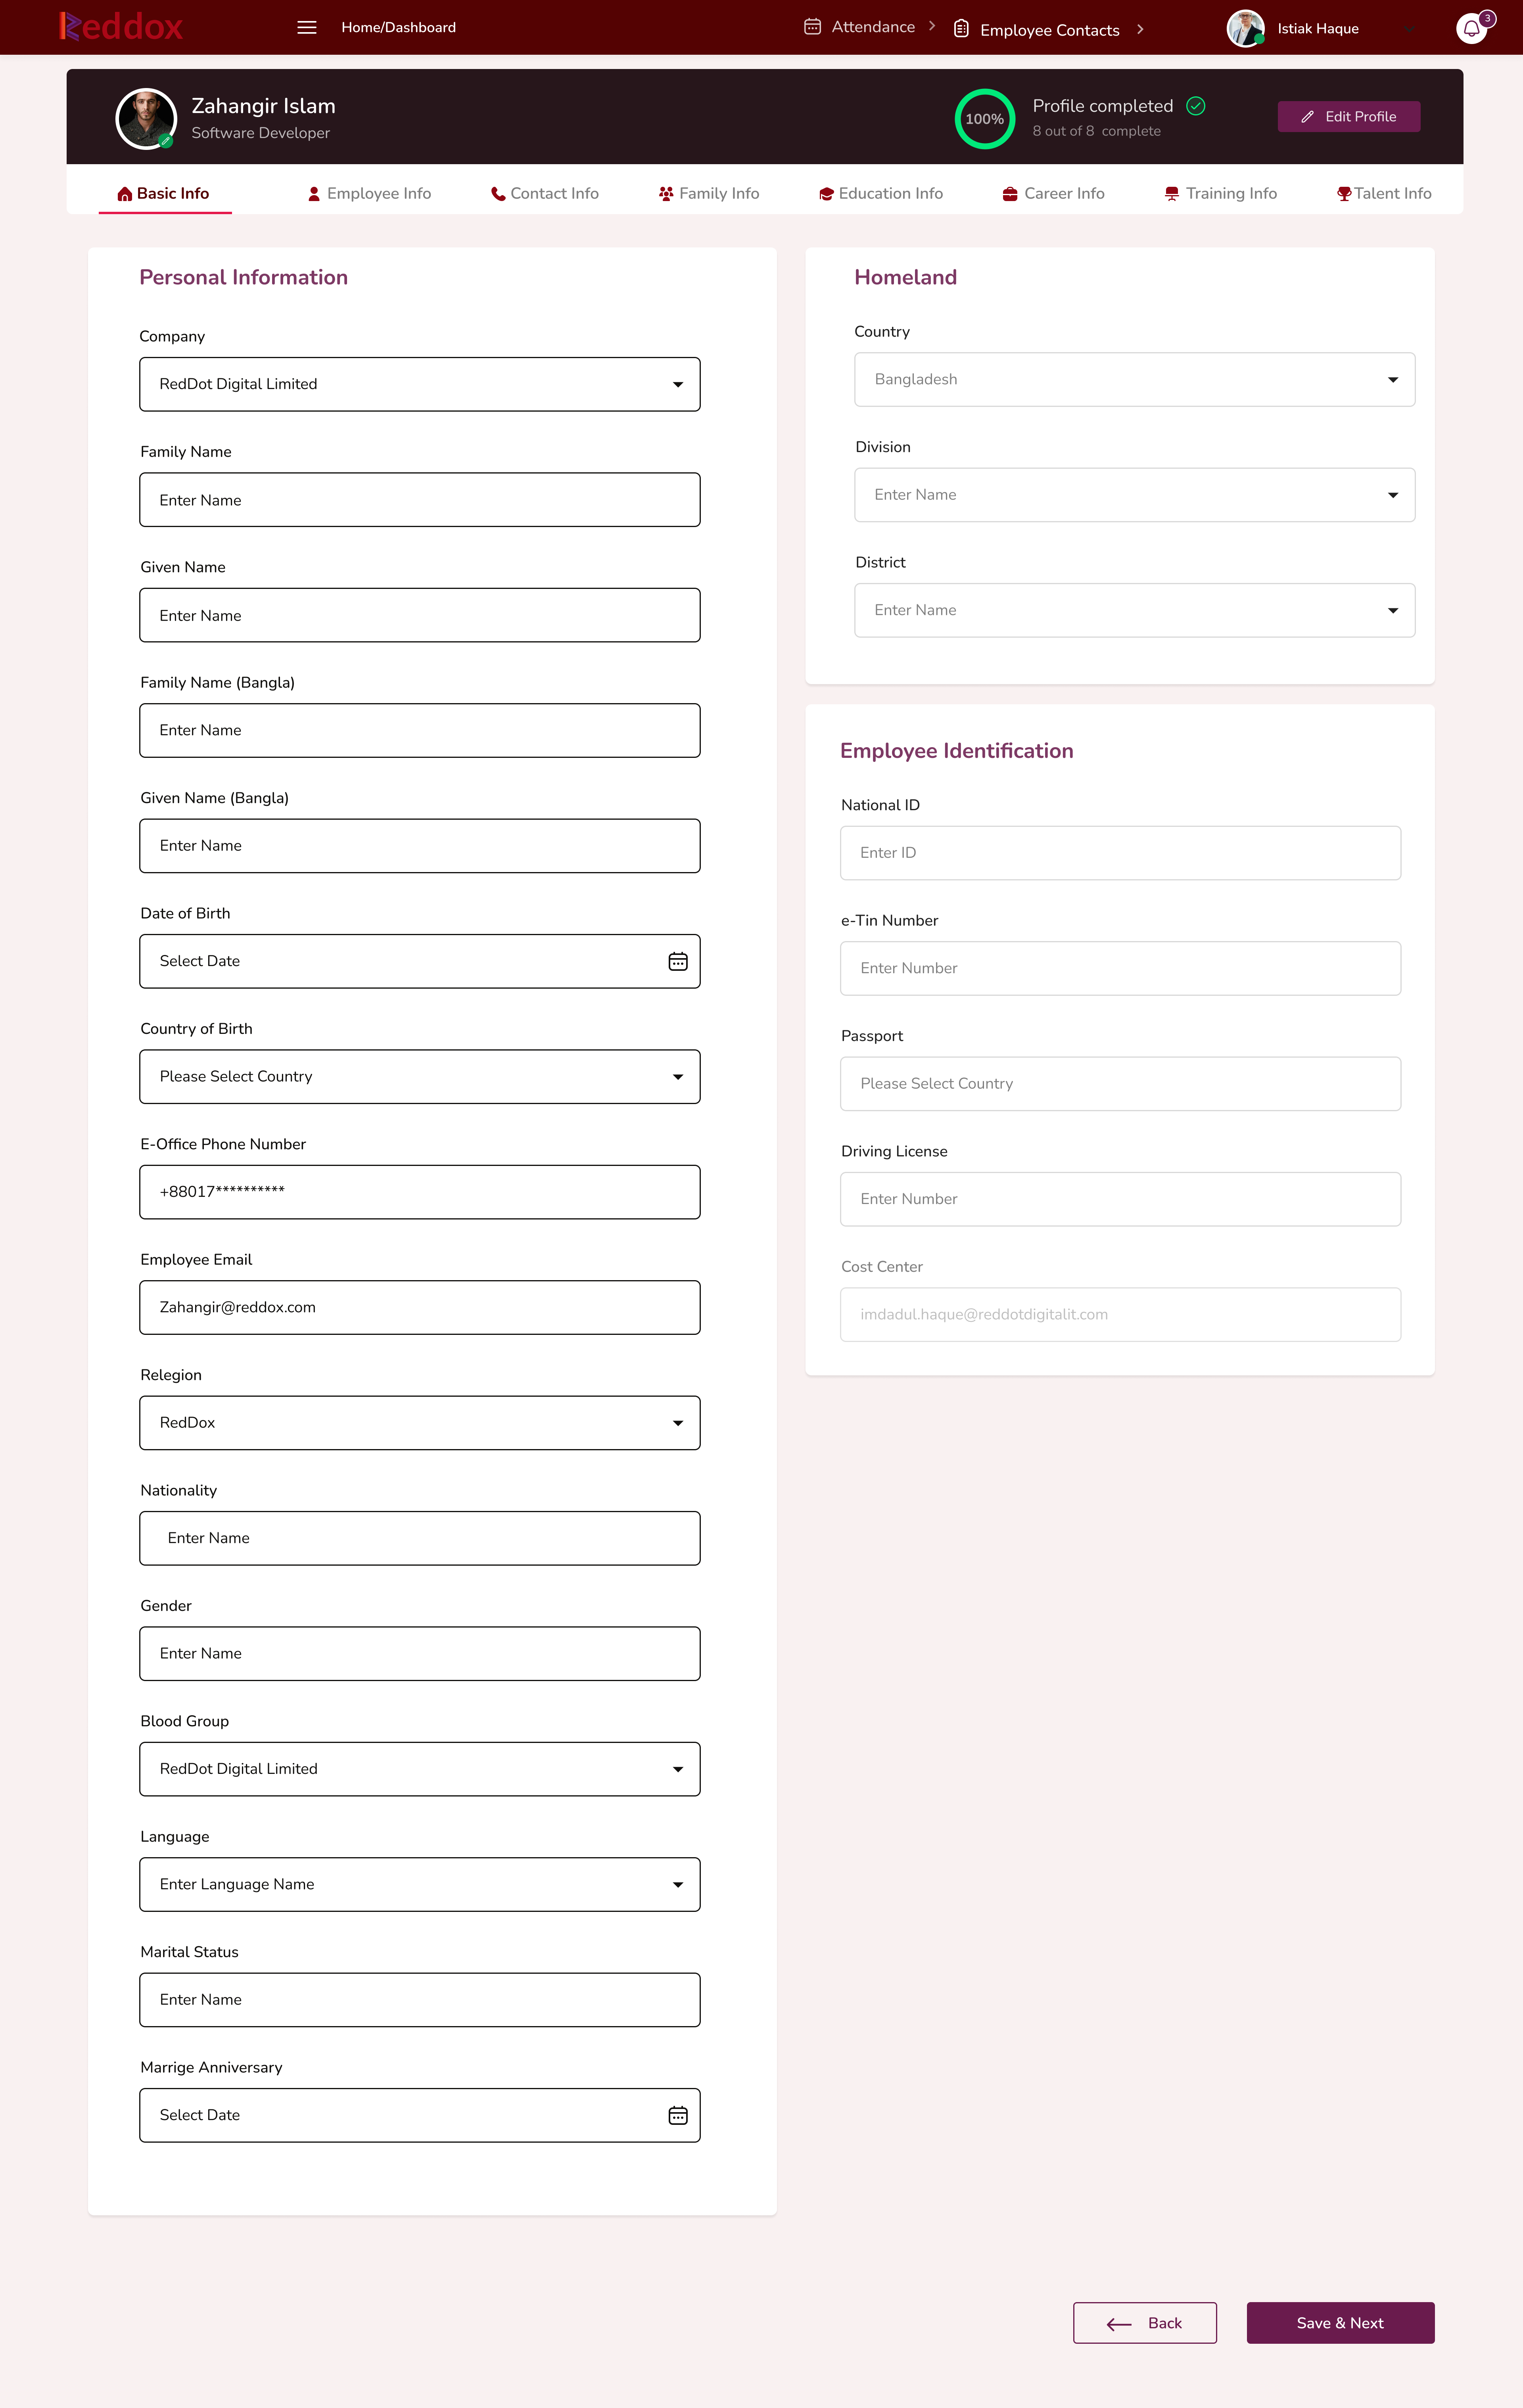 Reddox
Home/Dashboard
Attendance
Employee Contacts
Istiak Haque
3
Zahangir Islam
Software Developer
100%
Profile completed
8 out of 8 complete
Edit Profile
Basic Info
Employee Info
Contact Info
Family Info
Education Info
Career Info
Training Info
Talent Info
Personal Information
Company
RedDot Digital Limited
Family Name
Enter Name
Given Name
Enter Name
Family Name (Bangla)
Enter Name
Given Name (Bangla)
Enter Name
Date of Birth
Select Date
Country of Birth
Please Select Country
E-Office Phone Number
+88017**********
Employee Email
Zahangir@reddox.com
Relegion
RedDox
Nationality
Enter Name
Gender
Enter Name
Blood Group
RedDot Digital Limited
Language
Enter Language Name
Marital Status
Enter Name
Marrige Anniversary
Select Date
Homeland
Country
Bangladesh
Division
Enter Name
District
Enter Name
Employee Identification
National ID
Enter ID
e-Tin Number
Enter Number
Passport
Please Select Country
Driving License
Enter Number
Cost Center
imdadul.haque@reddotdigitalit.com
Back
Save & Next